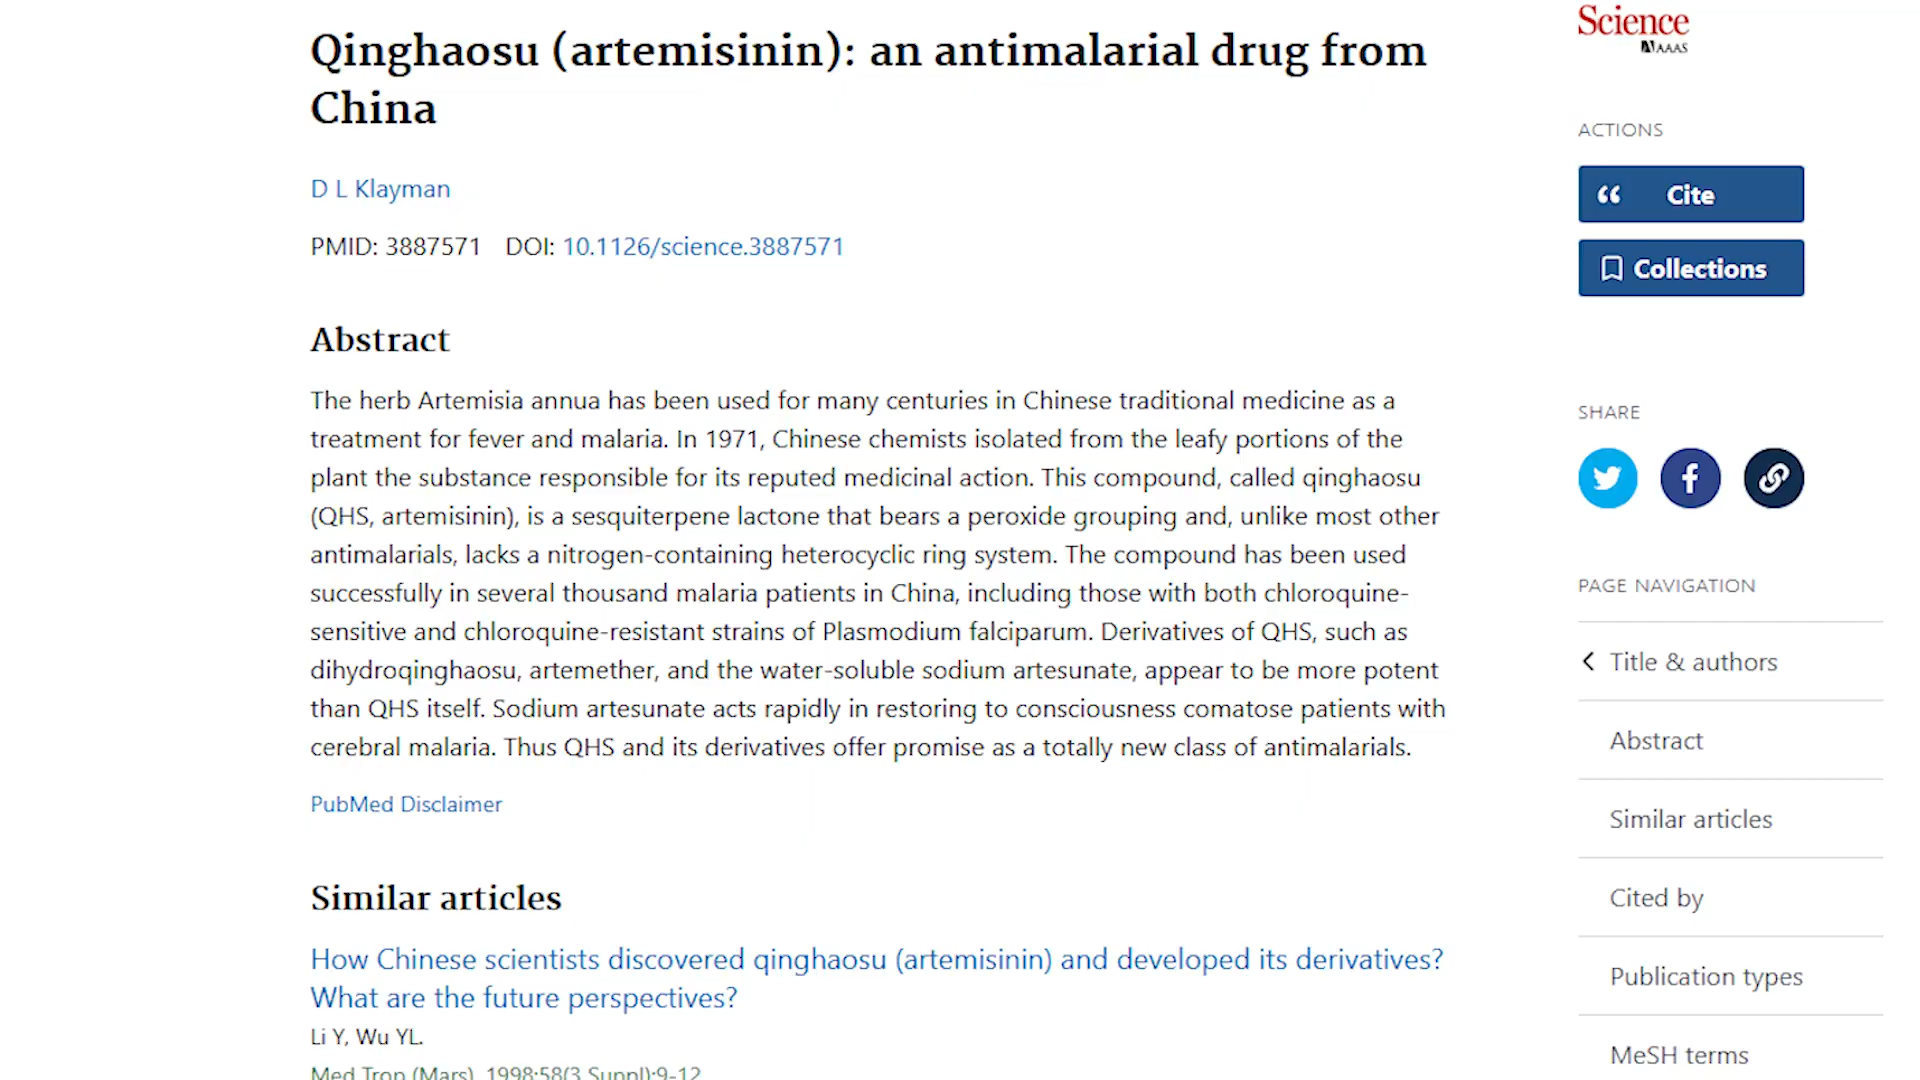 Qinghaosu (artemisinin): an antimalarial drug from
China
D L Klayman
PMID: 3887571 DOI: 10.1126/science.3887571
Abstract
The herb Artemisia annua has been used for many centuries in Chinese traditional medicine as a
treatment for fever and malaria. In 1971, Chinese chemists isolated from the leafy portions of the
plant the substance responsible for its reputed medicinal action. This compound, called qinghaosu
(QHS, artemisinin), is a sesquiterpene lactone that bears a peroxide grouping and, unlike most other
antimalarials, lacks a nitrogen-containing heterocyclic ring system. The compound has been used
successfully in several thousand malaria patients in China, including those with both chloroquine-
sensitive and chloroquine-resistant strains of Plasmodium falciparum. Derivatives of QHS, such as
dihydroqinghaosu, artemether, and the water-soluble sodium artesunate, appear to be more potent
than QHS itself. Sodium artesunate acts rapidly in restoring to consciousness comatose patients with
cerebral malaria. Thus QHS and its derivatives offer promise as a totally new class of antimalarials.
PubMed Disclaimer
Similar articles
How Chinese scientists discovered qinghaosu (artemisinin) and developed its derivatives?
What are the future perspectives?
Li Y, Wu YL.
Med Trop (Mars). 1998;58(3 Suppl):9-12
Science
AAAS
ACTIONS
Cite
Collections
SHARE
PAGE NAVIGATION
Title & authors
Abstract
Similar articles
Cited by
Publication types
MeSH terms